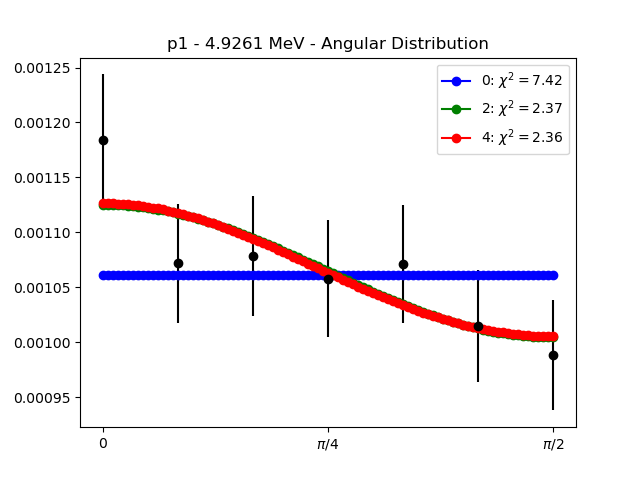 p1 - 4.9261 MeV - Angular Distribution
0.00125
0.00120
0.00115
0.00110
0.00105
0.00100
0.00095
0: χ² = 7.42
2: χ² = 2.37
4: χ² = 2.36
0
π/4
π/2